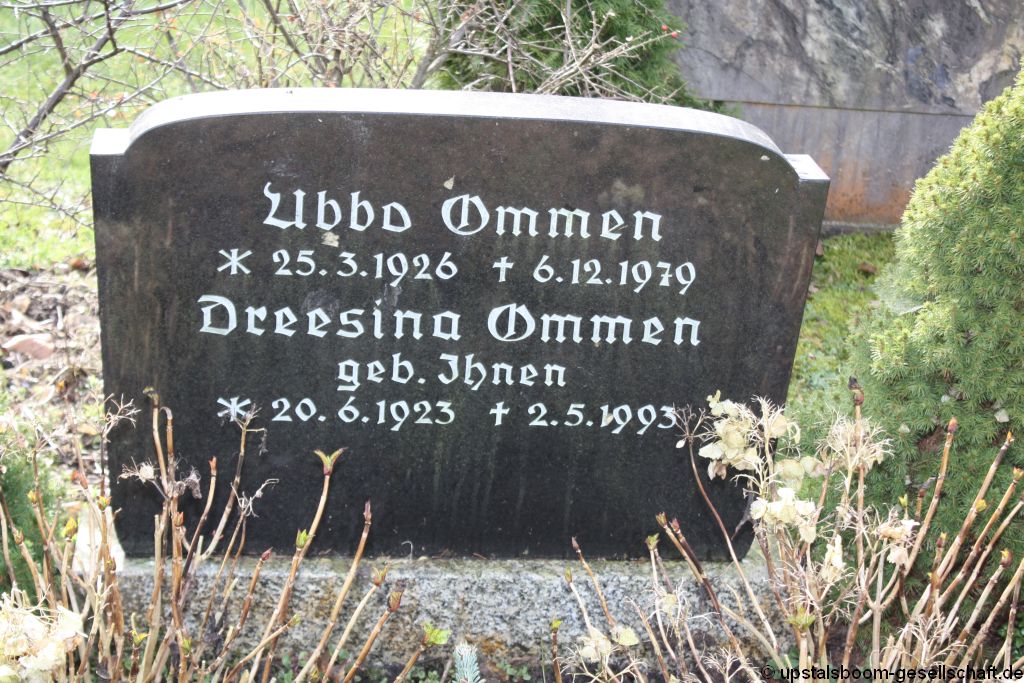 Ubbo Ommen
* 25.3.1926 † 6.12.1979
Dreesina Ommen
geb. Ihnen
* 20.6.1923 † 2.5.1993
© upstalsboom-gesellschaft.de